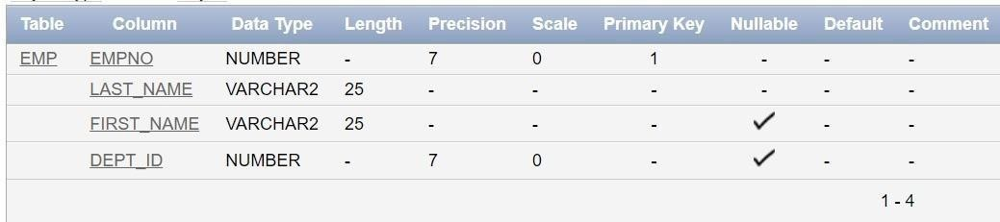 Table Column Data Type Length Precision Scale Primary Key Nullable Default Comment
EMP EMPNO NUMBER - 7 0 1 - - -
LAST_NAME VARCHAR2 25 - - - - - -
FIRST_NAME VARCHAR2 25 - - - ✓ - -
DEPT_ID NUMBER - 7 0 - ✓ - -
1 - 4